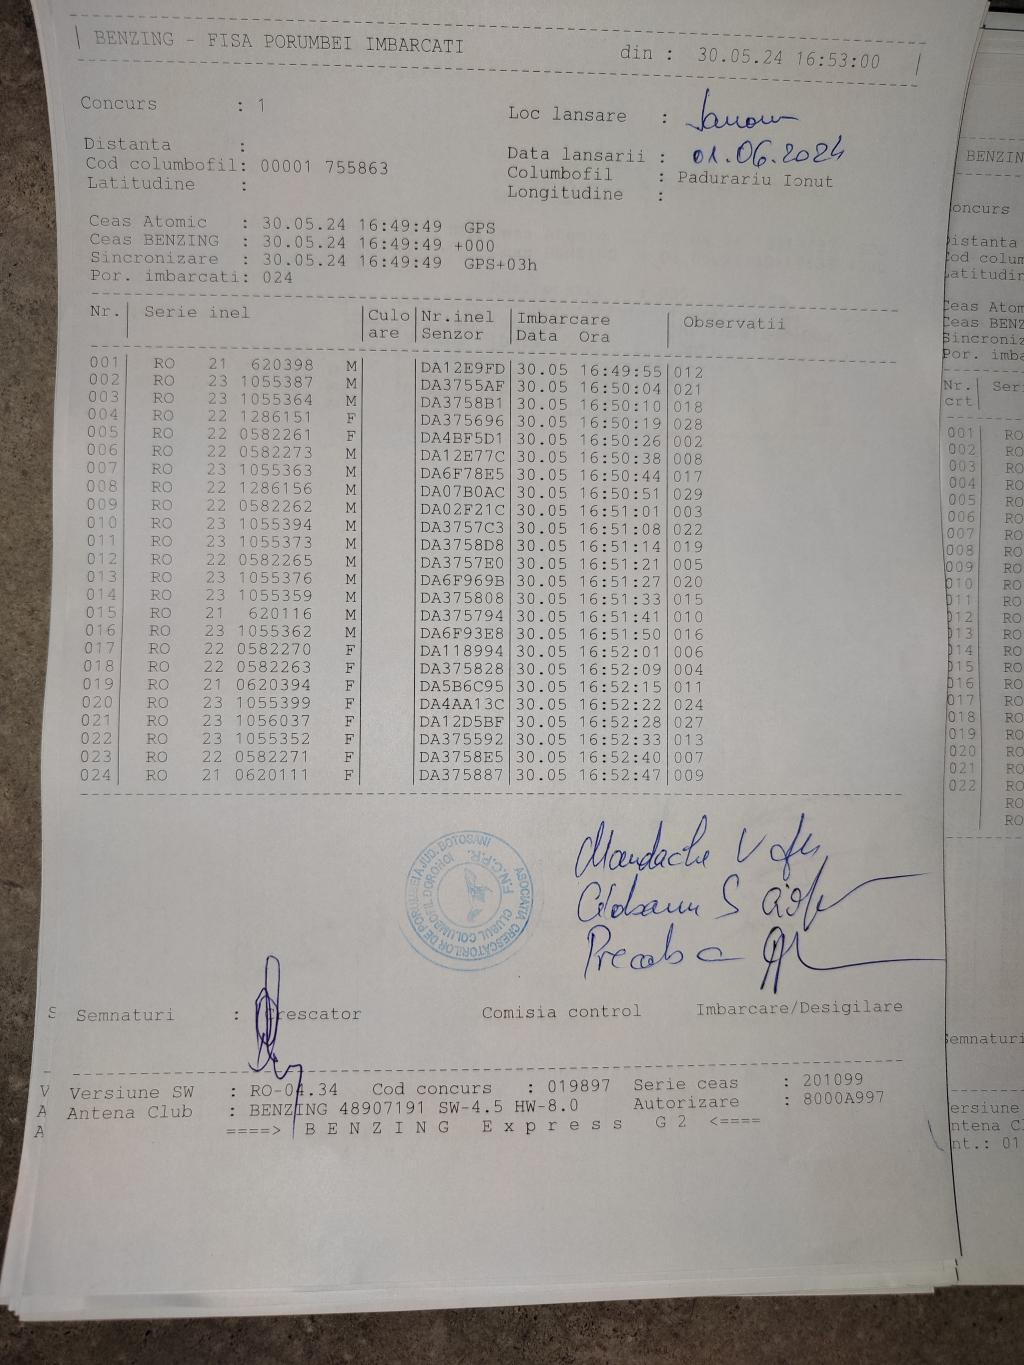 BENZING - FISA PORUMBEI IMBARCATI din : 30.05.24 16:53:00
Concurs : 1 Loc lansare :
Distanta : Data lansarii : 01.06.2024
Cod columbofil: 00001 755863 Columbofil : Padurariu Ionut
Latitudine : Longitudine :
Ceas Atomic : 30.05.24 16:49:49 GPS
Ceas BENZING : 30.05.24 16:49:49 +000
Sincronizare : 30.05.24 16:49:49 GPS+03h
Por. imbarcati: 024
Nr. Serie inel Culo Nr.inel Imbarcare Observatii
are Senzor Data Ora
001 RO 21 620398 M DA12E9FD 30.05 16:49:55 012
002 RO 23 1055387 M DA3755AF 30.05 16:50:04 021
003 RO 23 1055364 M DA3758B1 30.05 16:50:10 018
004 RO 22 1286151 F DA375696 30.05 16:50:19 028
005 RO 22 0582261 F DA4BF5D1 30.05 16:50:26 002
006 RO 22 0582273 M DA12E77C 30.05 16:50:38 008
007 RO 23 1055363 M DA6F78E5 30.05 16:50:44 017
008 RO 22 1286156 M DA07B0AC 30.05 16:50:51 029
009 RO 22 0582262 M DA02F21C 30.05 16:51:01 003
010 RO 23 1055394 M DA3757C3 30.05 16:51:08 022
011 RO 23 1055373 M DA3758D8 30.05 16:51:14 019
012 RO 22 0582265 M DA3757E0 30.05 16:51:21 005
013 RO 23 1055376 M DA6F969B 30.05 16:51:27 020
014 RO 23 1055359 M DA375808 30.05 16:51:33 015
015 RO 21 620116 M DA375794 30.05 16:51:41 010
016 RO 23 1055362 M DA6F93E8 30.05 16:51:50 016
017 RO 22 0582270 F DA118994 30.05 16:52:01 006
018 RO 22 0582263 F DA375828 30.05 16:52:09 004
019 RO 21 0620394 F DA5B6C95 30.05 16:52:15 011
020 RO 23 1055399 F DA4AA13C 30.05 16:52:22 024
021 RO 23 1056037 F DA12D5BF 30.05 16:52:28 027
022 RO 23 1055352 F DA375592 30.05 16:52:33 013
023 RO 22 0582271 F DA3758E5 30.05 16:52:40 007
024 RO 21 0620111 F DA375887 30.05 16:52:47 009
Mandache V
Semnaturi : Crescator Comisia control Imbarcare/Desigilare
Versiune SW : RO-04.34 Cod concurs : 019897 Serie ceas : 201099
Antena Club : BENZING 48907191 SW-4.5 HW-8.0 Autorizare : 8000A997
====> BENZING Express G2 <====